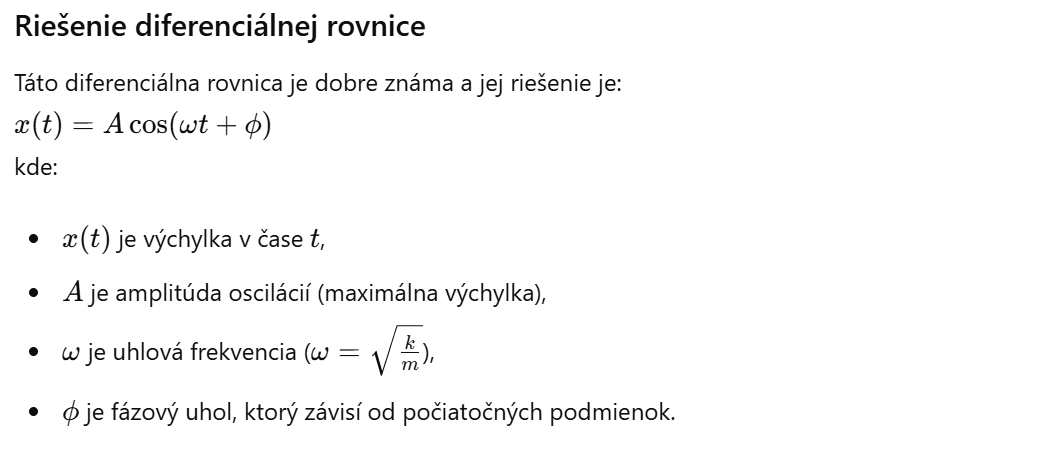 Riešenie diferenciálnej rovnice
Táto diferenciálna rovnica je dobre známa a jej riešenie je:
x(t) = A cos(ωt + ϕ)
kde:
• x(t) je výchylka v čase t,
• A je amplitúda oscilácií (maximálna výchylka),
• ω je uhlová frekvencia (ω = √(k/m)),
• ϕ je fázový uhol, ktorý závisí od počiatočných podmienok.